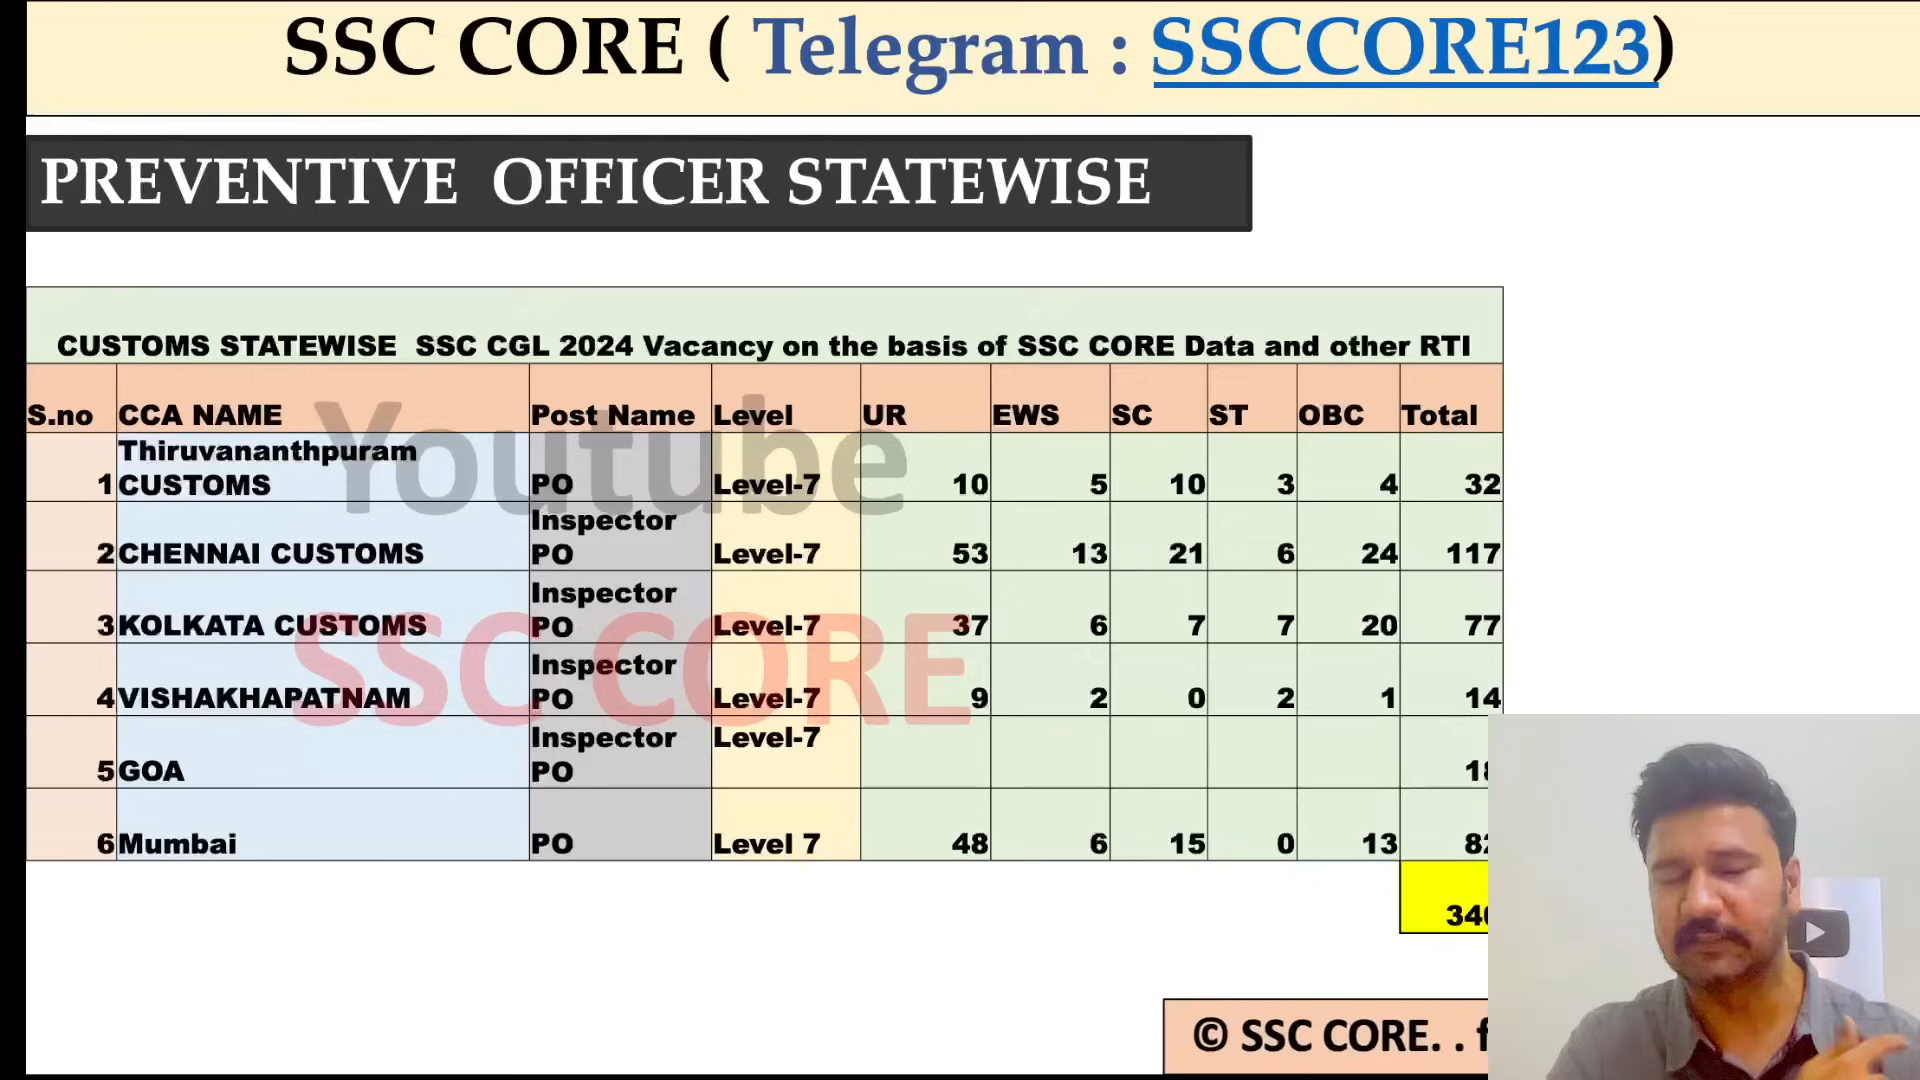 SSC CORE ( Telegram : SSCCORE123)
PREVENTIVE OFFICER STATEWISE
CUSTOMS STATEWISE SSC CGL 2024 Vacancy on the basis of SSC CORE Data and other RTI
S.no CCA NAME Post Name Level UR EWS SC ST OBC Total
1 Thiruvananthpuram CUSTOMS PO Level-7 10 5 10 3 4 32
2 CHENNAI CUSTOMS Inspector PO Level-7 53 13 21 6 24 117
3 KOLKATA CUSTOMS Inspector PO Level-7 37 6 7 7 20 77
4 VISHAKHAPATNAM Inspector PO Level-7 9 2 0 2 1 14
5 GOA Inspector PO Level-7
6 Mumbai PO Level 7 48 6 15 0 13
Youtube
SSC CORE
© SSC CORE. .